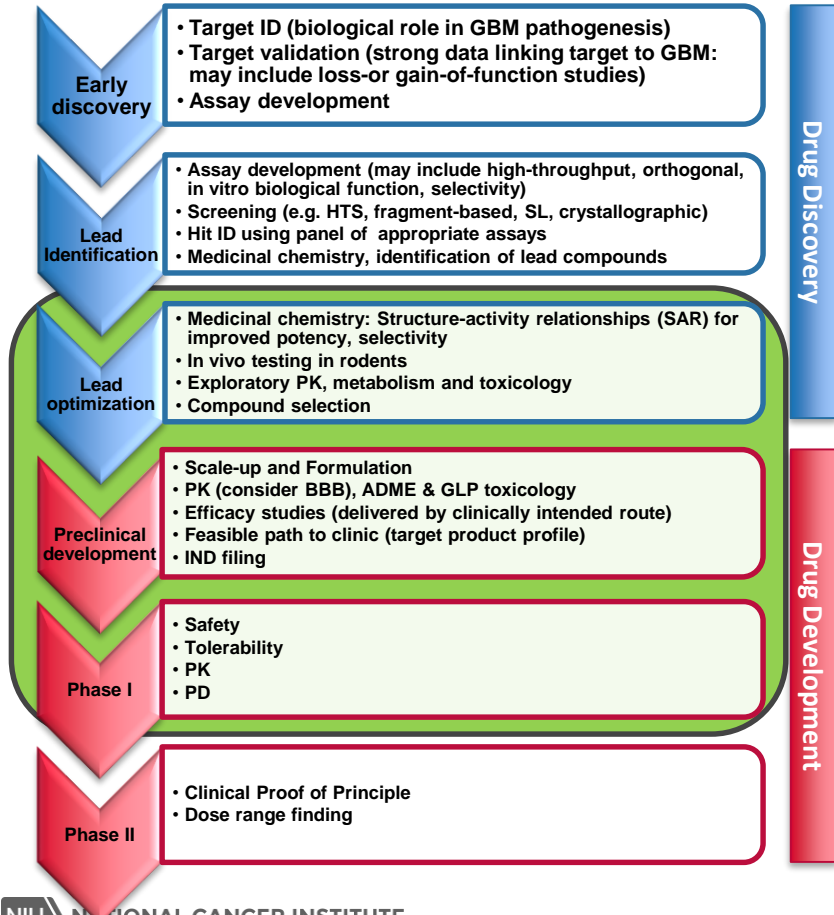 Early
discovery
• Target ID (biological role in GBM pathogenesis)
• Target validation (strong data linking target to GBM:
may include loss-or gain-of-function studies)
• Assay development
Lead
Identification
• Assay development (may include high-throughput, orthogonal,
in vitro biological function, selectivity)
• Screening (e.g. HTS, fragment-based, SL, crystallographic)
• Hit ID using panel of appropriate assays
• Medicinal chemistry, identification of lead compounds
Lead
optimization
• Medicinal chemistry: Structure-activity relationships (SAR) for
improved potency, selectivity
• In vivo testing in rodents
• Exploratory PK, metabolism and toxicology
• Compound selection
Drug Discovery
Preclinical
development
• Scale-up and Formulation
• PK (consider BBB), ADME & GLP toxicology
• Efficacy studies (delivered by clinically intended route)
• Feasible path to clinic (target product profile)
• IND filing
Phase I
• Safety
• Tolerability
• PK
• PD
Phase II
• Clinical Proof of Principle
• Dose range finding
Drug Development
CANCER INSTITUTE